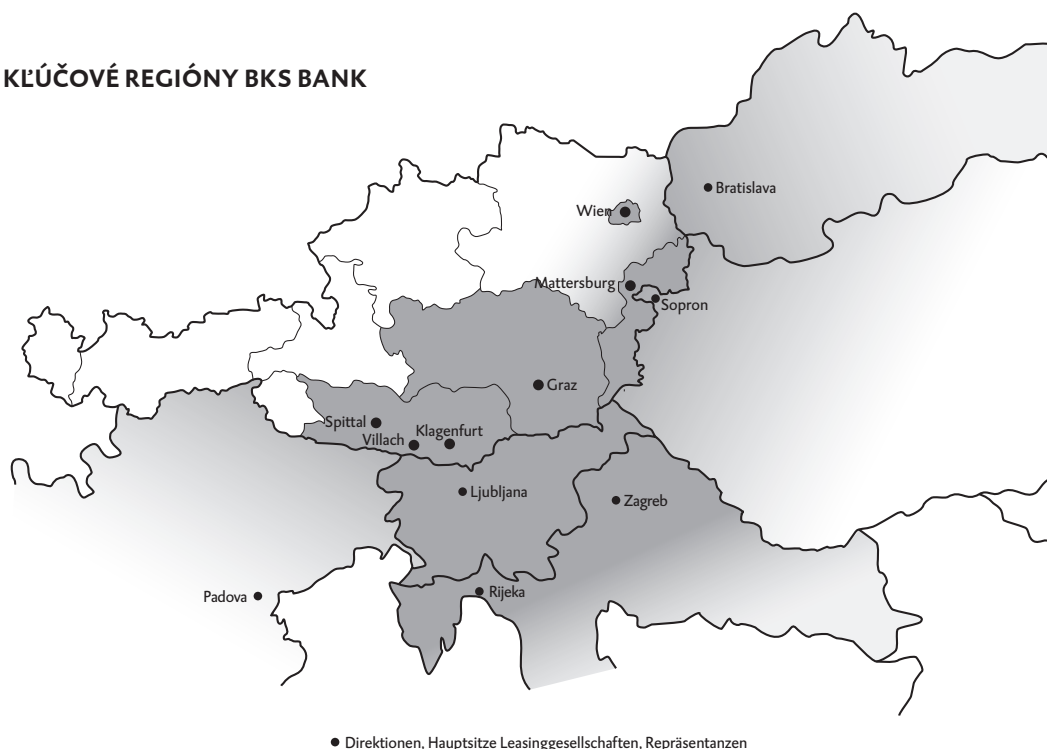 KĽÚČOVÉ REGIÓNY BKS BANK
Bratislava
Wien
Mattersburg
Sopron
Graz
Spittal
Villach
Klagenfurt
Ljubljana
Zagreb
Rijeka
Padova
Direktionen, Hauptsitze Leasinggesellschaften, Repräsentanzen